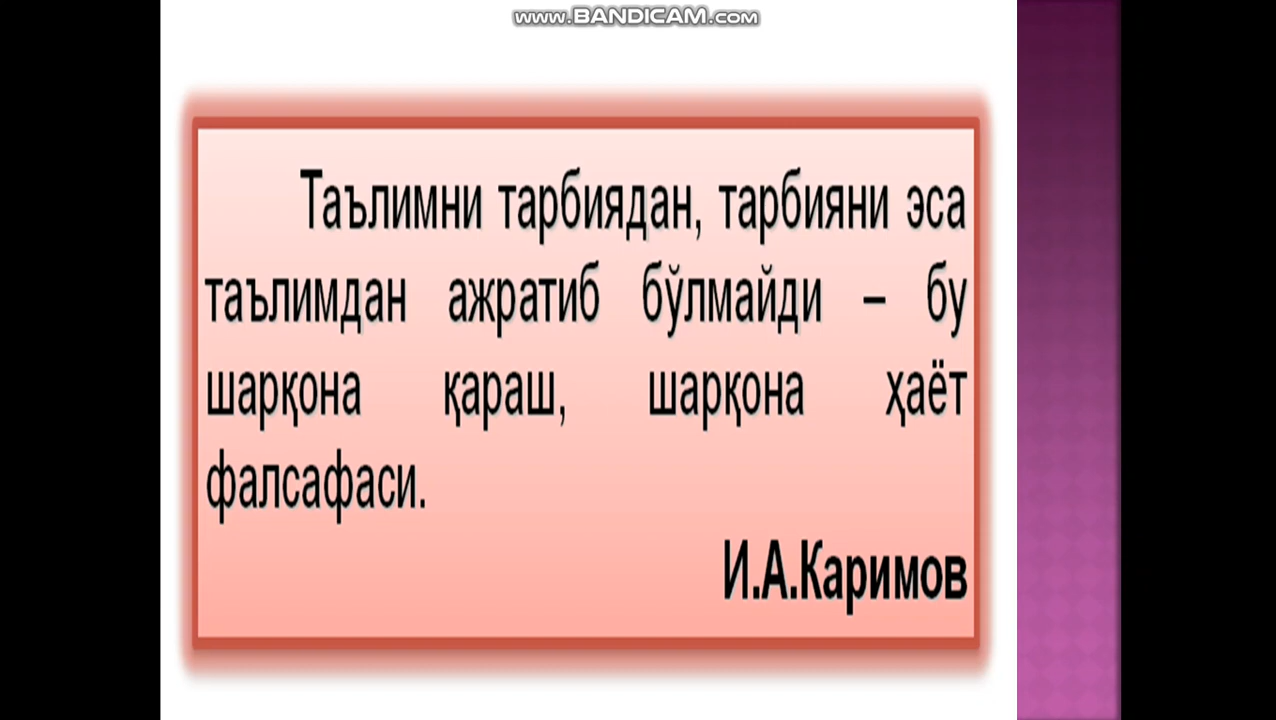 www.BANDICAM.com
Таълимни тарбиядан, тарбияни эса
таълимдан ажратиб бўлмайди – бу
шарқона қараш, шарқона ҳаёт
фалсафаси.
И.А.Каримов